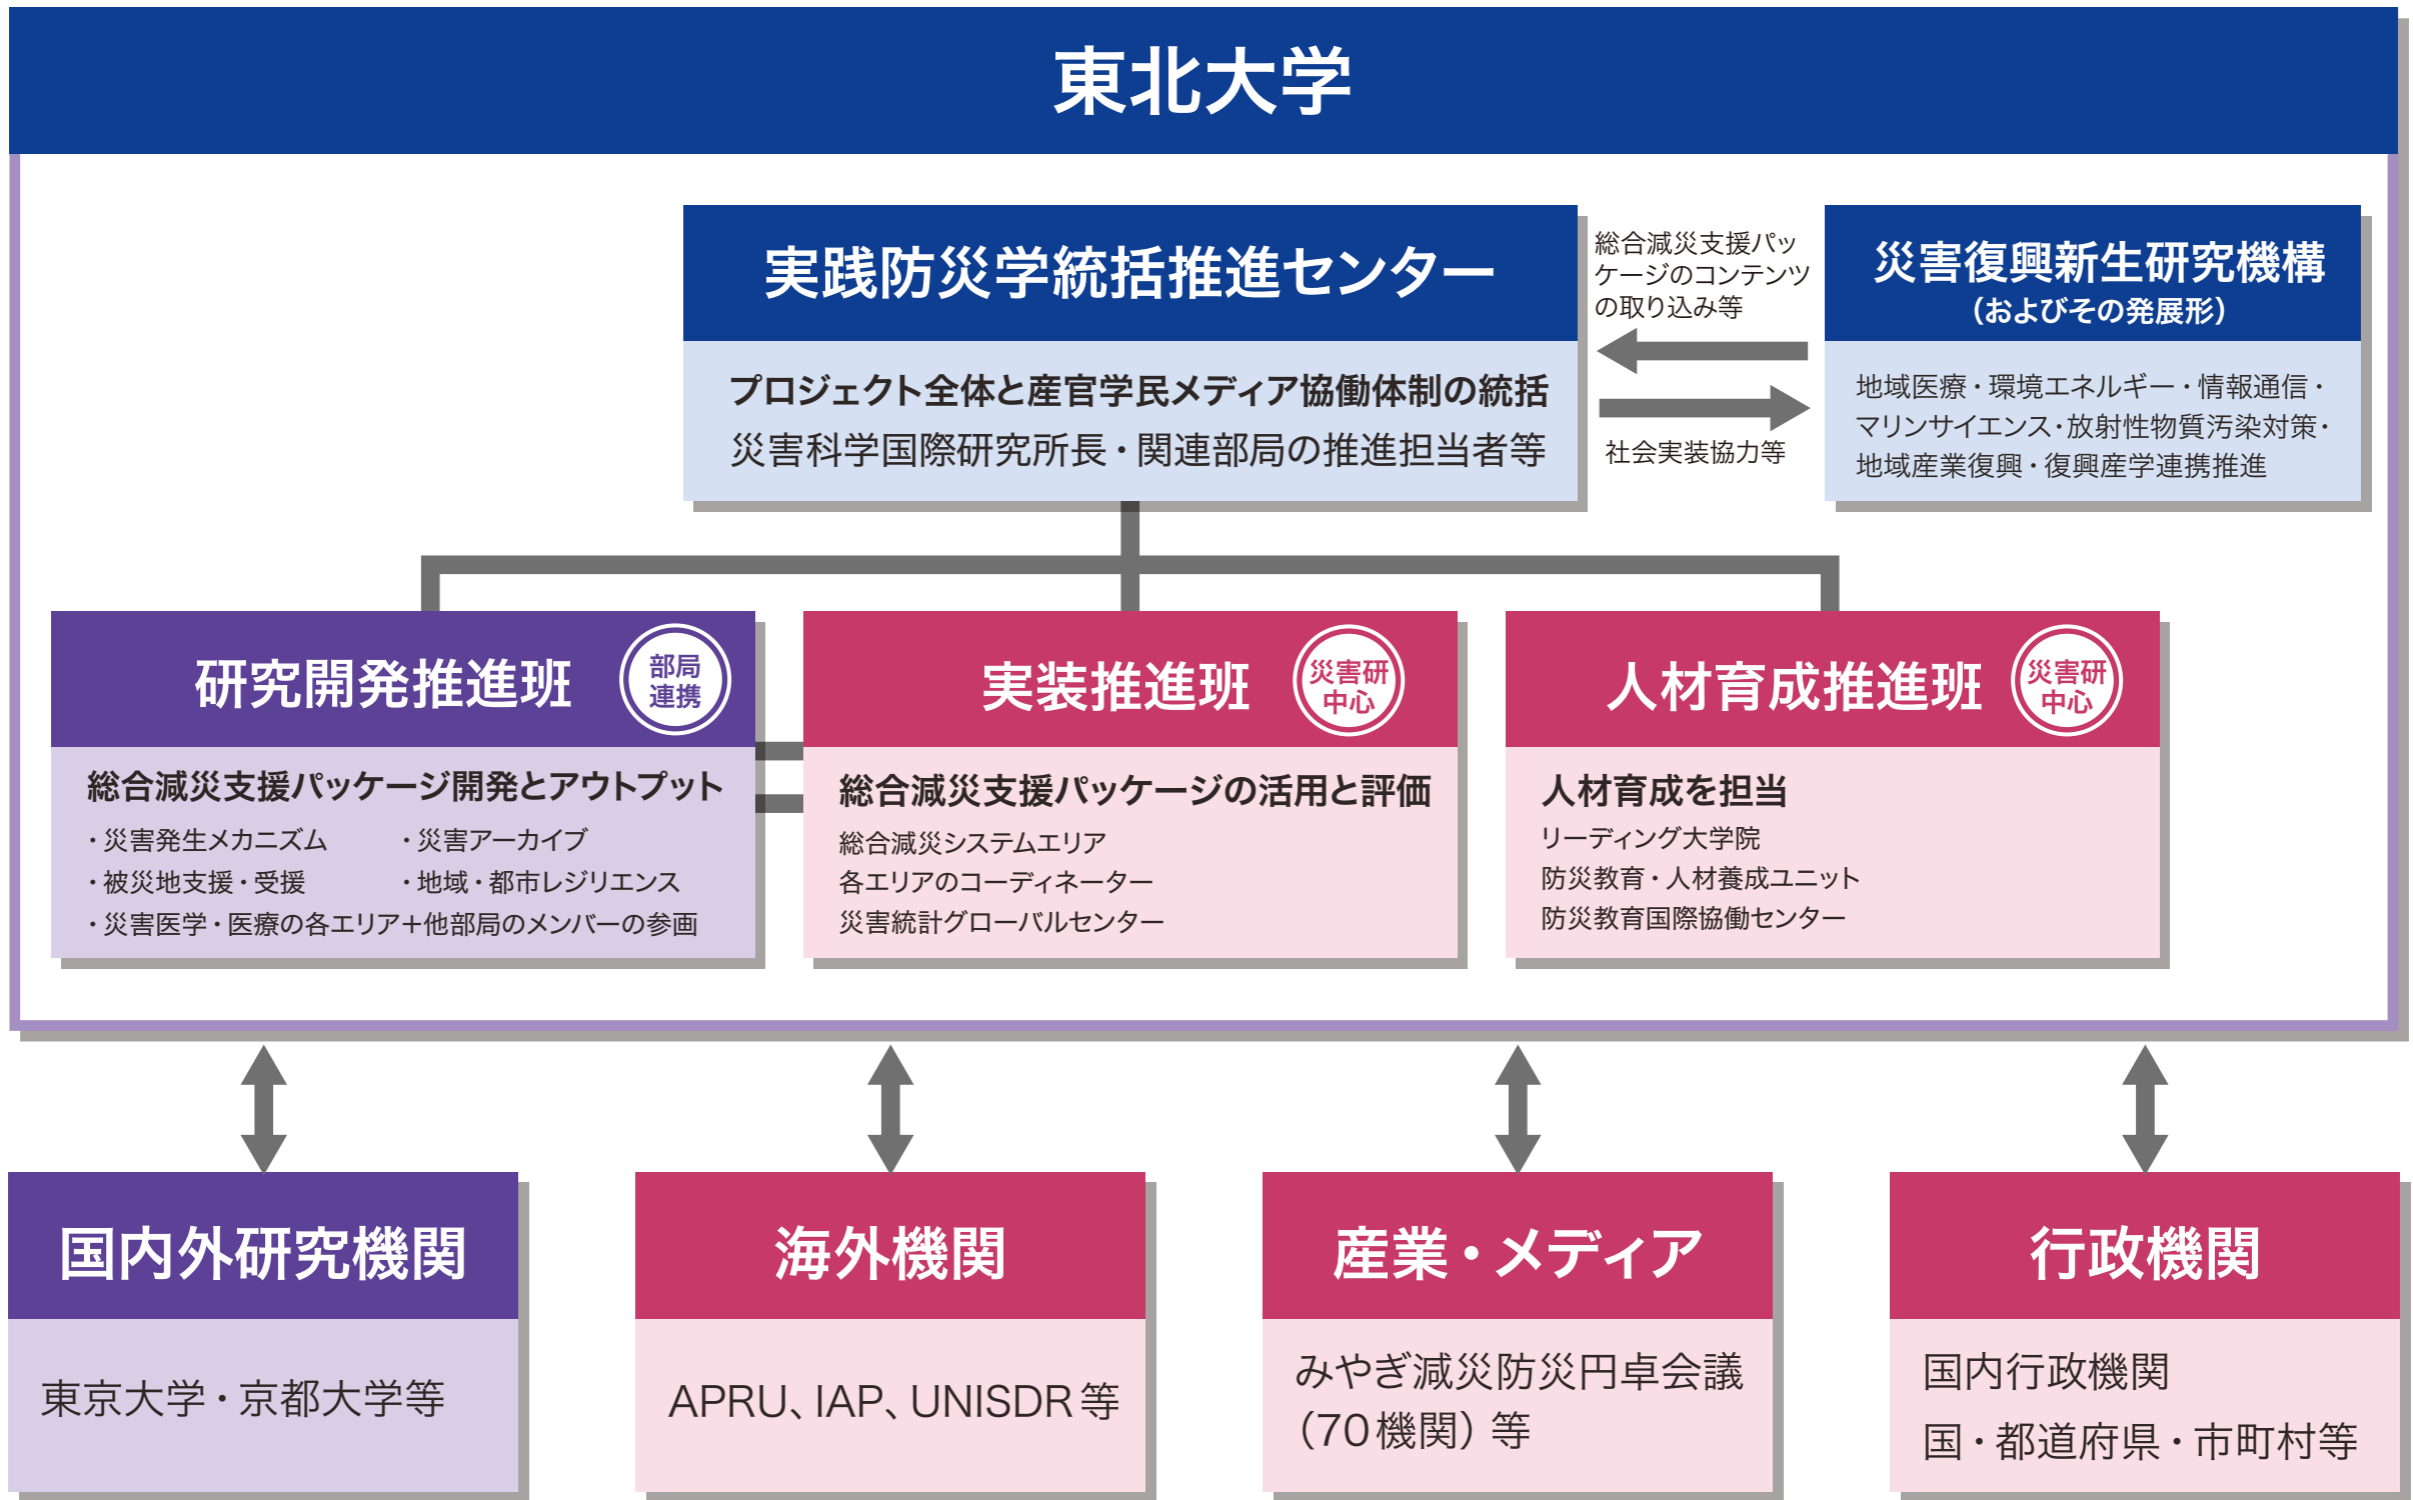 東北大学
実践防災学統括推進センター
プロジェクト全体と産官学民メディア協働体制の統括
災害科学国際研究所長・関連部局の推進担当者等
総合減災支援パッ
ケージのコンテンツ
の取り込み等
社会実装協力等
災害復興新生研究機構
（およびその発展形）
地域医療・環境エネルギー・情報通信・
マリンサイエンス・放射性物質汚染対策・
地域産業復興・復興産学連携推進
研究開発推進班
部局
連携
総合減災支援パッケージ開発とアウトプット
・災害発生メカニズム ・災害アーカイブ
・被災地支援・受援 ・地域・都市レジリエンス
・災害医学・医療の各エリア＋他部局のメンバーの参画
実装推進班
災害研
中心
総合減災支援パッケージの活用と評価
総合減災システムエリア
各エリアのコーディネーター
災害統計グローバルセンター
人材育成推進班
災害研
中心
人材育成を担当
リーディング大学院
防災教育・人材養成ユニット
防災教育国際協働センター
国内外研究機関
東京大学・京都大学等
海外機関
APRU、IAP、UNISDR等
産業・メディア
みやぎ減災防災円卓会議
（70機関）等
行政機関
国内行政機関
国・都道府県・市町村等